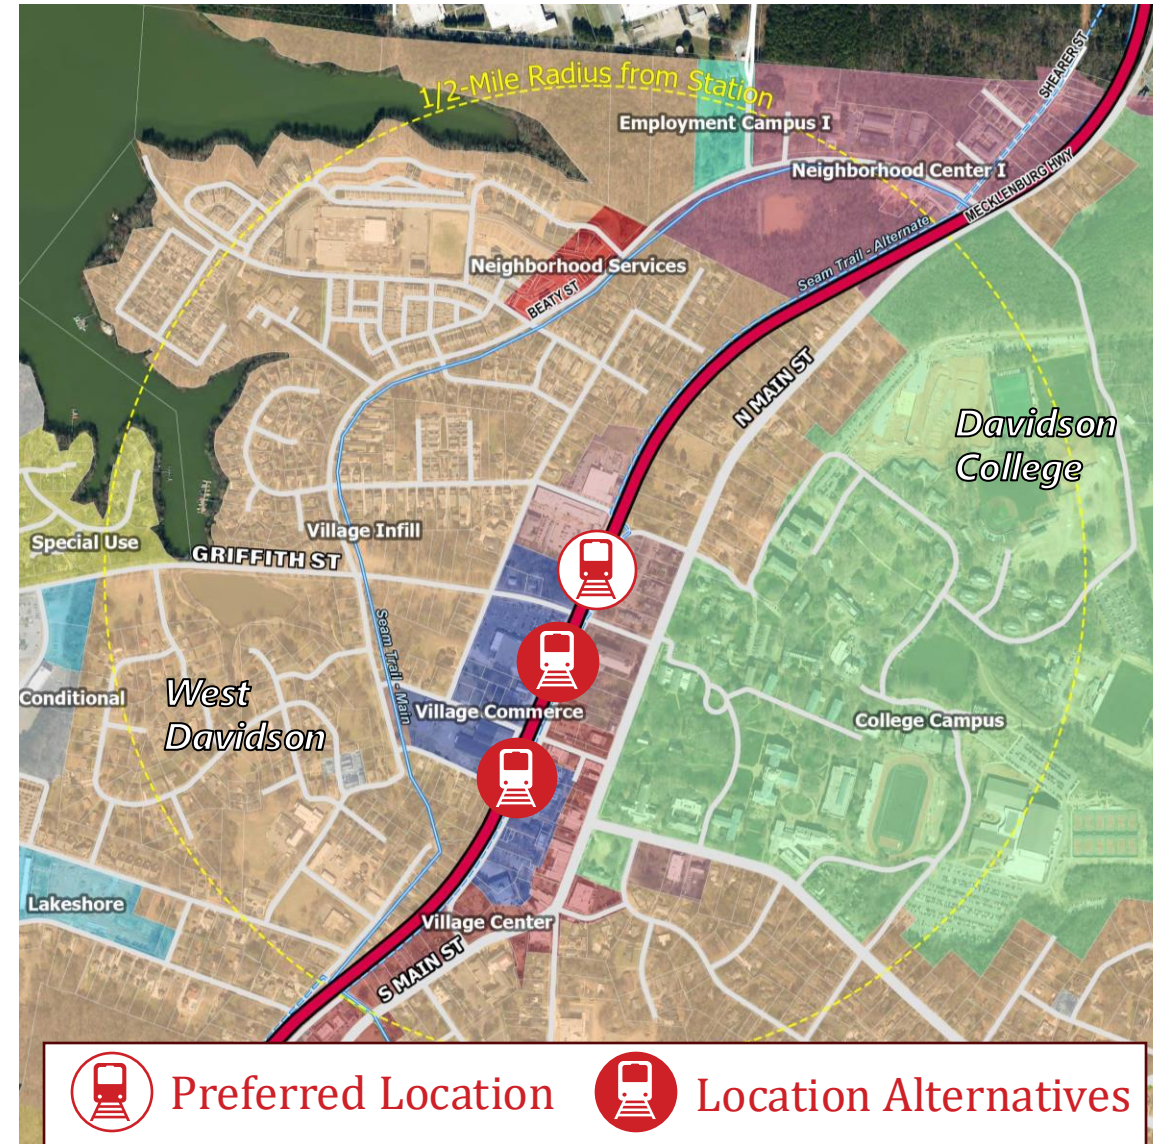 1/2-Mile Radius from Station
SHEARER ST
Employment Campus I
Neighborhood Center I
MECKLENBURG HWY
Seam Trail - Alternate
Neighborhood Services
BEATY ST
N MAIN ST
Davidson
College
Village Infill
Special Use
GRIFFITH ST
Seam Trail - Main
Conditional
West
Davidson
Village Commerce
College Campus
Lakeshore
Village Center
S MAIN ST
Preferred Location
Location Alternatives